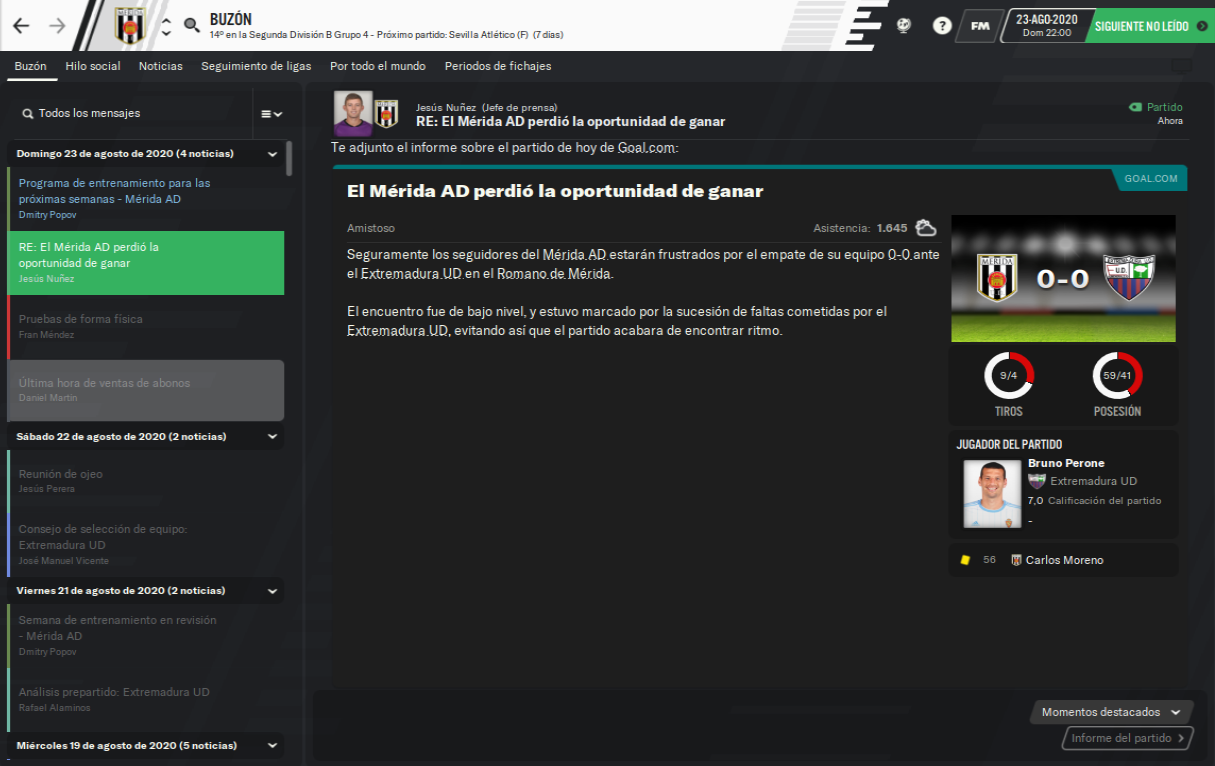 BUZÓN
14º en la Segunda División B Grupo 4 - Próximo partido: Sevilla Atlético (F) (7 días)
?
FM
23-AGO-2020
Dom 22:00
SIGUIENTE NO LEÍDO
Buzón
Hilo social
Noticias
Seguimiento de ligas
Por todo el mundo
Periodos de fichajes
Todos los mensajes
Domingo 23 de agosto de 2020 (4 noticias)
Programa de entrenamiento para las
próximas semanas - Mérida AD
Dmitry Popov
RE: El Mérida AD perdió la
oportunidad de ganar
Jesús Nuñez
Pruebas de forma física
Fran Méndez
Última hora de ventas de abonos
Daniel Martín
Sábado 22 de agosto de 2020 (2 noticias)
Reunión de ojeo
Jesús Perera
Consejo de selección de equipo:
Extremadura UD
José Manuel Vicente
Viernes 21 de agosto de 2020 (2 noticias)
Semana de entrenamiento en revisión
- Mérida AD
Dmitry Popov
Análisis prepartido: Extremadura UD
Rafael Alaminos
Miércoles 19 de agosto de 2020 (5 noticias)
Jesús Nuñez (Jefe de prensa)
RE: El Mérida AD perdió la oportunidad de ganar
Partido
Ahora
Te adjunto el informe sobre el partido de hoy de Goal.com:
GOAL.COM
El Mérida AD perdió la oportunidad de ganar
Amistoso
Asistencia: 1.645
Seguramente los seguidores del Mérida AD estarán frustrados por el empate de su equipo 0-0 ante
el Extremadura UD en el Romano de Mérida.
El encuentro fue de bajo nivel, y estuvo marcado por la sucesión de faltas cometidas por el
Extremadura UD, evitando así que el partido acabara de encontrar ritmo.
MÉRIDA
0-0
U.D.
9/4
59/41
TIROS
POSESIÓN
JUGADOR DEL PARTIDO
Bruno Perone
Extremadura UD
7,0 Calificación del partido
-
56 Carlos Moreno
Momentos destacados
Informe del partido